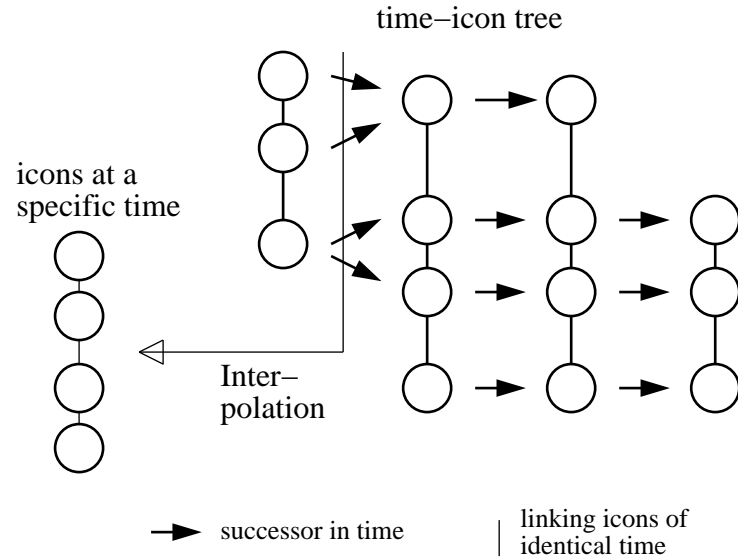 time–icon tree
icons at a
specific time
Inter–
polation
successor in time
linking icons of
identical time